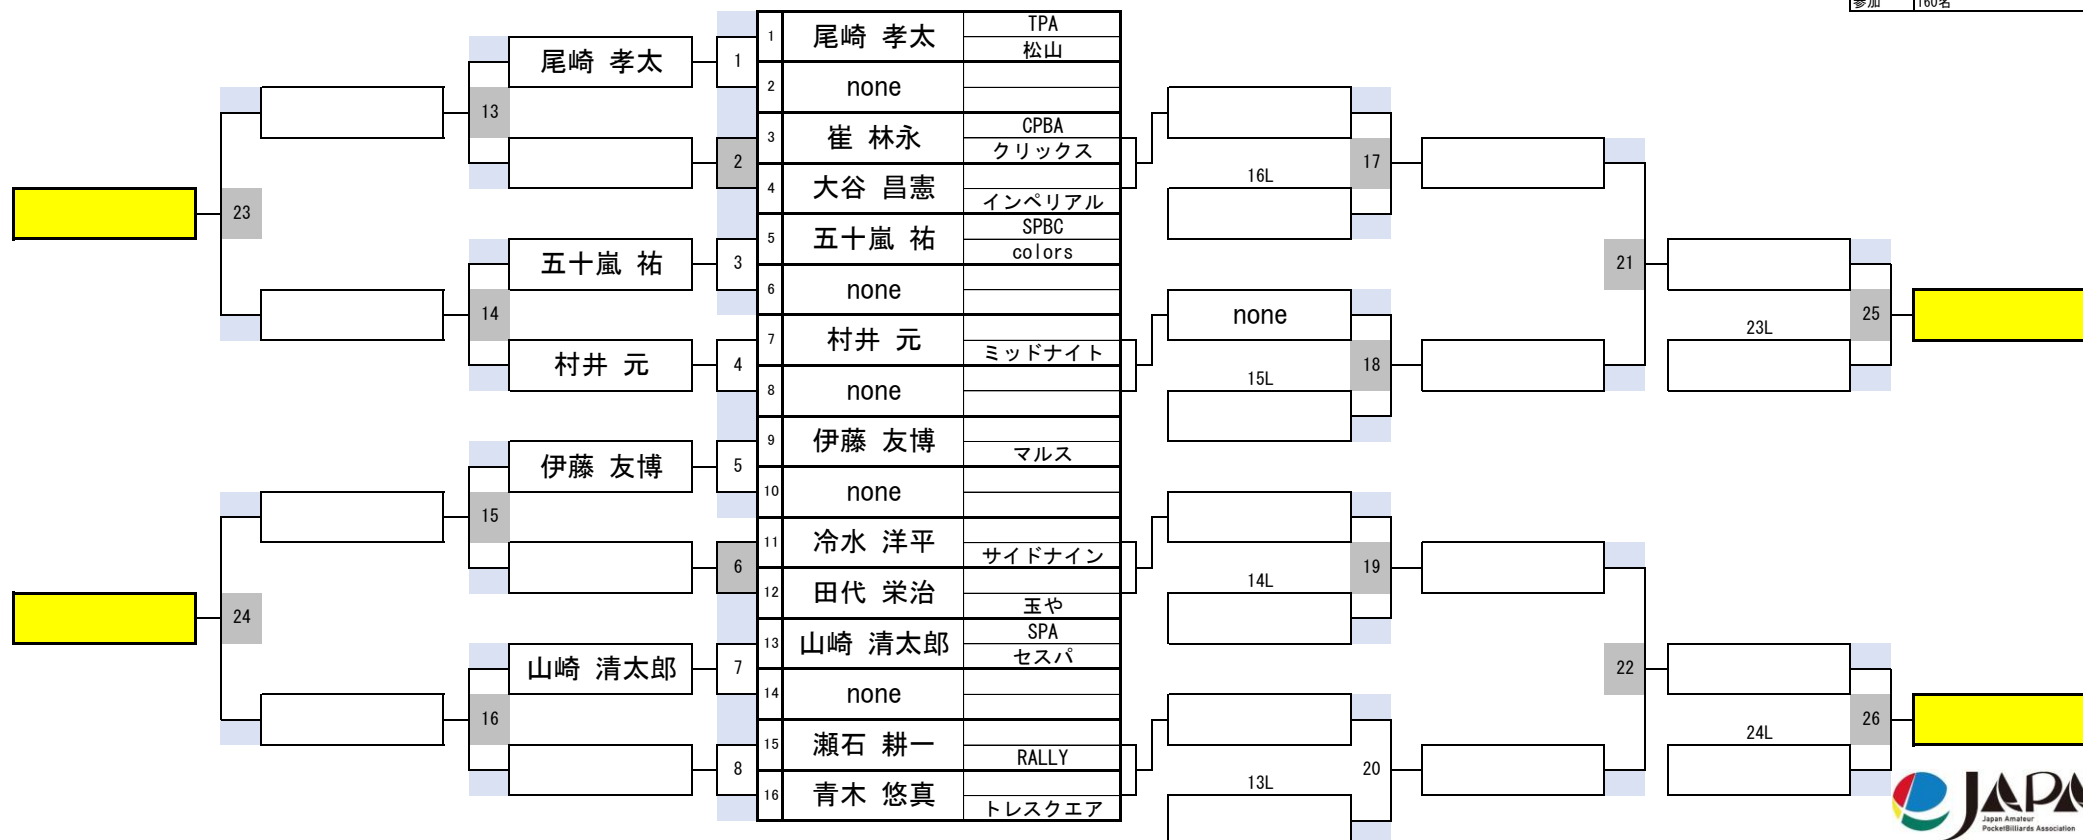 参加 160名
1 尾崎 孝太 TPA
松山
尾崎 孝太 1
2 none
13
3 崔 林永 CPBA
クリックス
2
17
4 大谷 昌憲
インペリアル
16L
23
5 五十嵐 祐 SPBC
colors
五十嵐 祐 3
21
6 none
14
none
25
7 村井 元
ミッドナイト
23L
村井 元 4
18
8 none
15L
9 伊藤 友博
マルス
伊藤 友博 5
10 none
15
11 冷水 洋平
サイドナイン
6
19
12 田代 栄治
玉や
14L
24
13 山崎 清太郎 SPA
セスパ
山崎 清太郎 7
22
14 none
16
26
15 瀬石 耕一
RALLY
24L
8
20
16 青木 悠真
トレスクエア
13L
JAPA
Japan Amateur
PocketBilliards Association